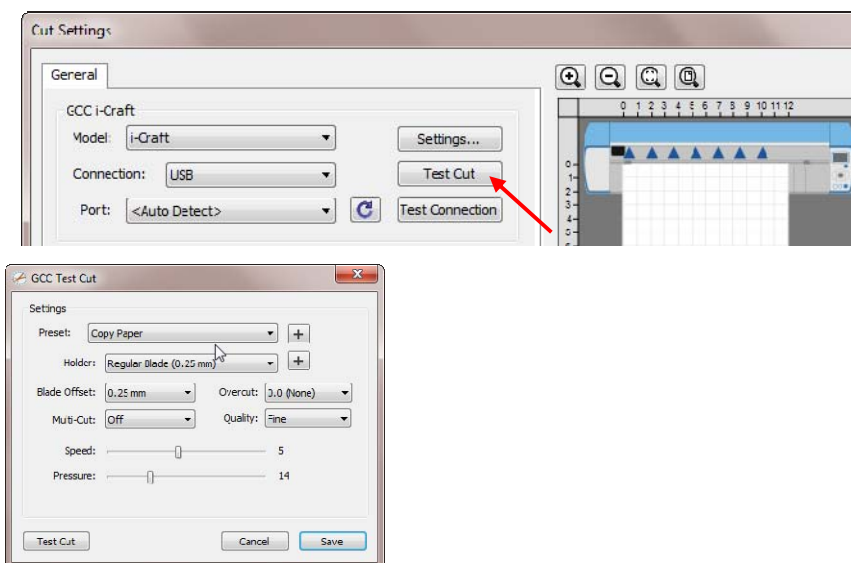 Cut Settings
General
GCC i-Craft
Model: i-Craft
Settings...
Connection: USB
Test Cut
Port: <Auto Detect>
Test Connection
0 1 2 3 4 5 6 7 8 9 10 11 12
0
1
2
3
4
GCC Test Cut
Settings
Preset: Copy Paper
Holder: Regular Blade (0.25 mm)
Blade Offset: 0.25 mm Overcut: 0.0 (None)
Muti-Cut: Off Quality: Fine
Speed: 5
Pressure: 14
Test Cut Cancel Save